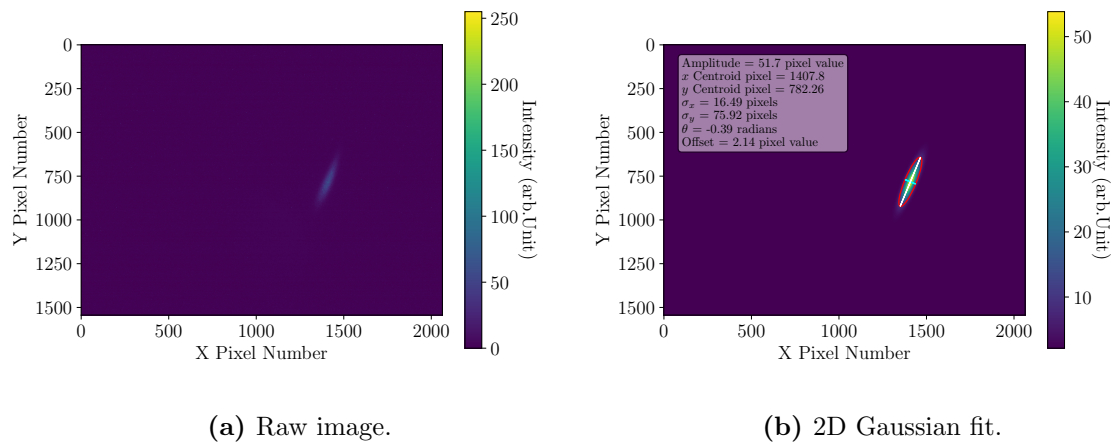 0
250
500
750
1000
1250
1500
Y Pixel Number
0
500
1000
1500
2000
X Pixel Number
250
200
150
100
50
0
Intensity (arb.Unit)
(a) Raw image.
Amplitude = 51.7 pixel value
x Centroid pixel = 1407.8
y Centroid pixel = 782.26
σx = 16.49 pixels
σy = 75.92 pixels
θ = -0.39 radians
Offset = 2.14 pixel value
0
250
500
750
1000
1250
1500
Y Pixel Number
0
500
1000
1500
2000
X Pixel Number
50
40
30
20
10
Intensity (arb.Unit)
(b) 2D Gaussian fit.